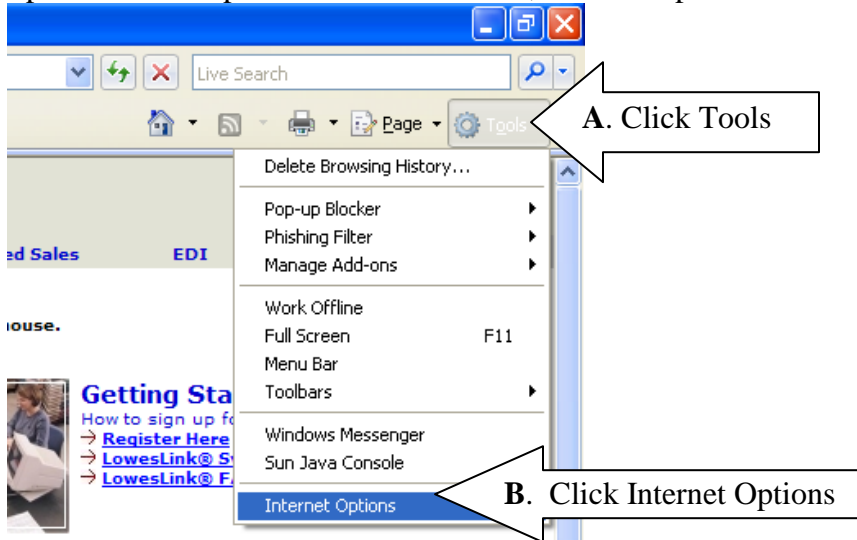 Live Search
Page
Tools
A. Click Tools
Delete Browsing History...
Pop-up Blocker
Phishing Filter
Manage Add-ons
ed Sales
EDI
Work Offline
Full Screen F11
Menu Bar
Toolbars
ouse.
Getting Sta
How to sign up fo
Register Here
LowesLink® Sy
LowesLink® F
Windows Messenger
Sun Java Console
Internet Options
B. Click Internet Options